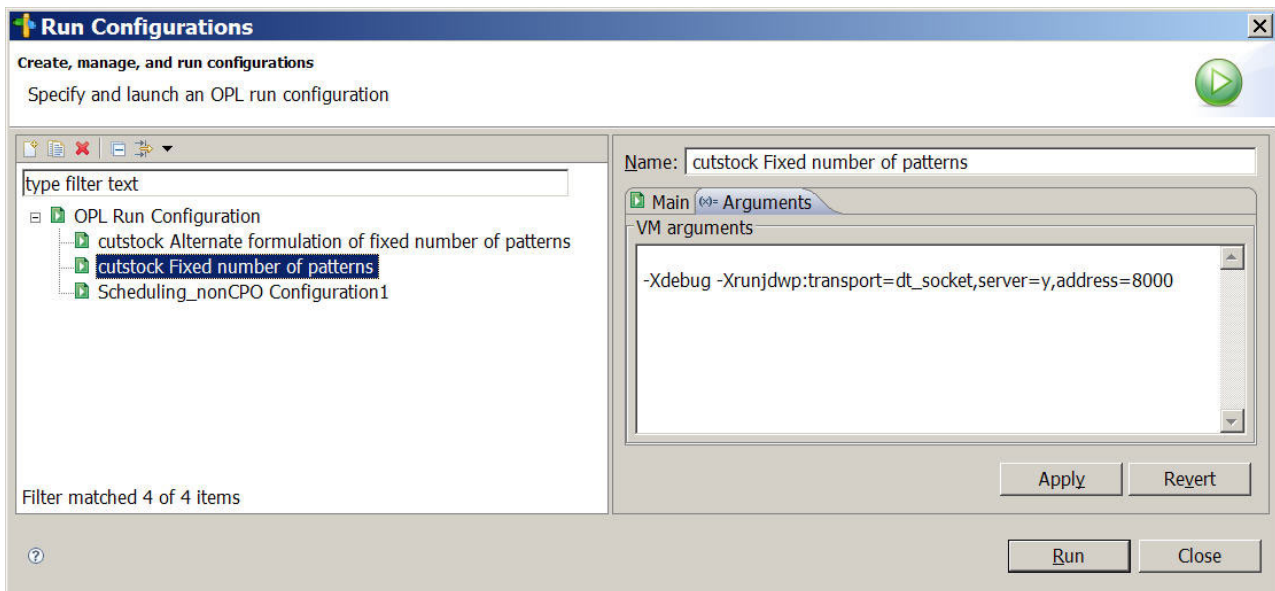 Run Configurations
Create, manage, and run configurations
Specify and launch an OPL run configuration
type filter text
OPL Run Configuration
cutstock Alternate formulation of fixed number of patterns
cutstock Fixed number of patterns
Scheduling_nonCPO Configuration1
Filter matched 4 of 4 items
Name: cutstock Fixed number of patterns
Main (x)= Arguments
VM arguments
-Xdebug -Xrunjdwp:transport=dt_socket,server=y,address=8000
Apply Revert
? Run Close